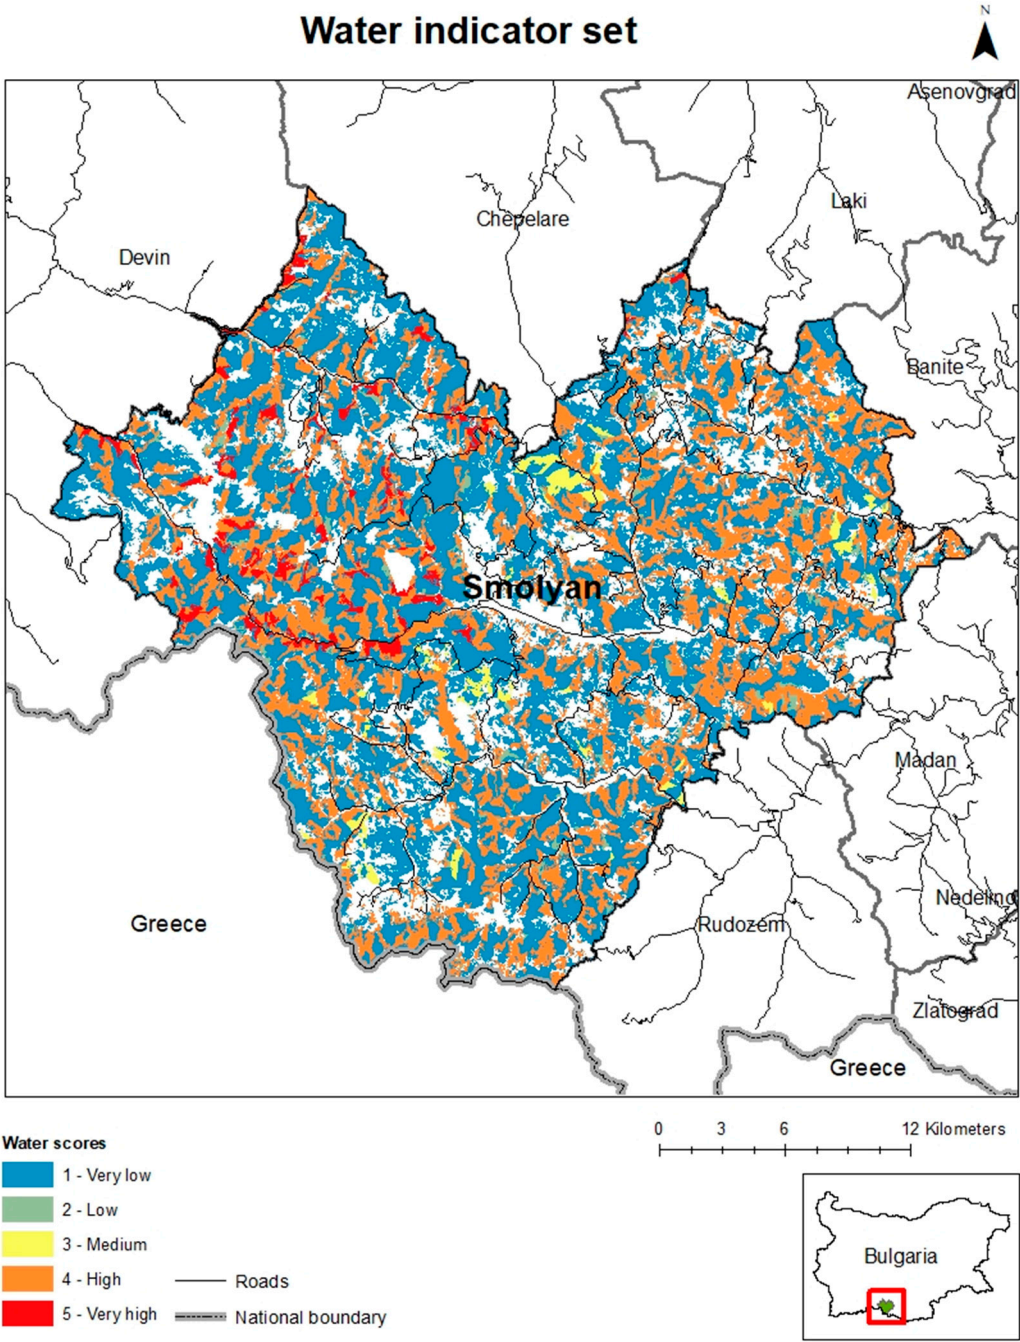 Water indicator set
N
Asenovgrad
Laki
Chepelare
Devin
Banite
Smolyan
Madan
Nedelino
Greece
Rudozem
Zlatograd
Greece
0 3 6 12 Kilometers
Water scores
1 - Very low
2 - Low
3 - Medium
4 - High
5 - Very high
Roads
National boundary
Bulgaria